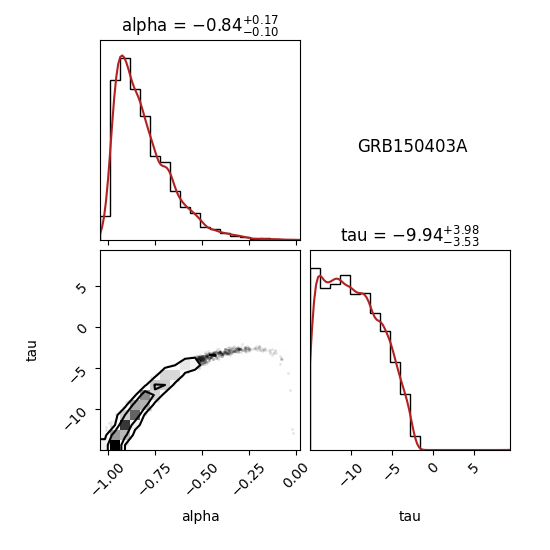 alpha = −0.84 +0.17 −0.10
GRB150403A
tau = −9.94 +3.98 −3.53
tau
5
0
−5
−10
−1.00 −0.75 −0.50 −0.25 0.00
−10 −5 0 5
alpha tau